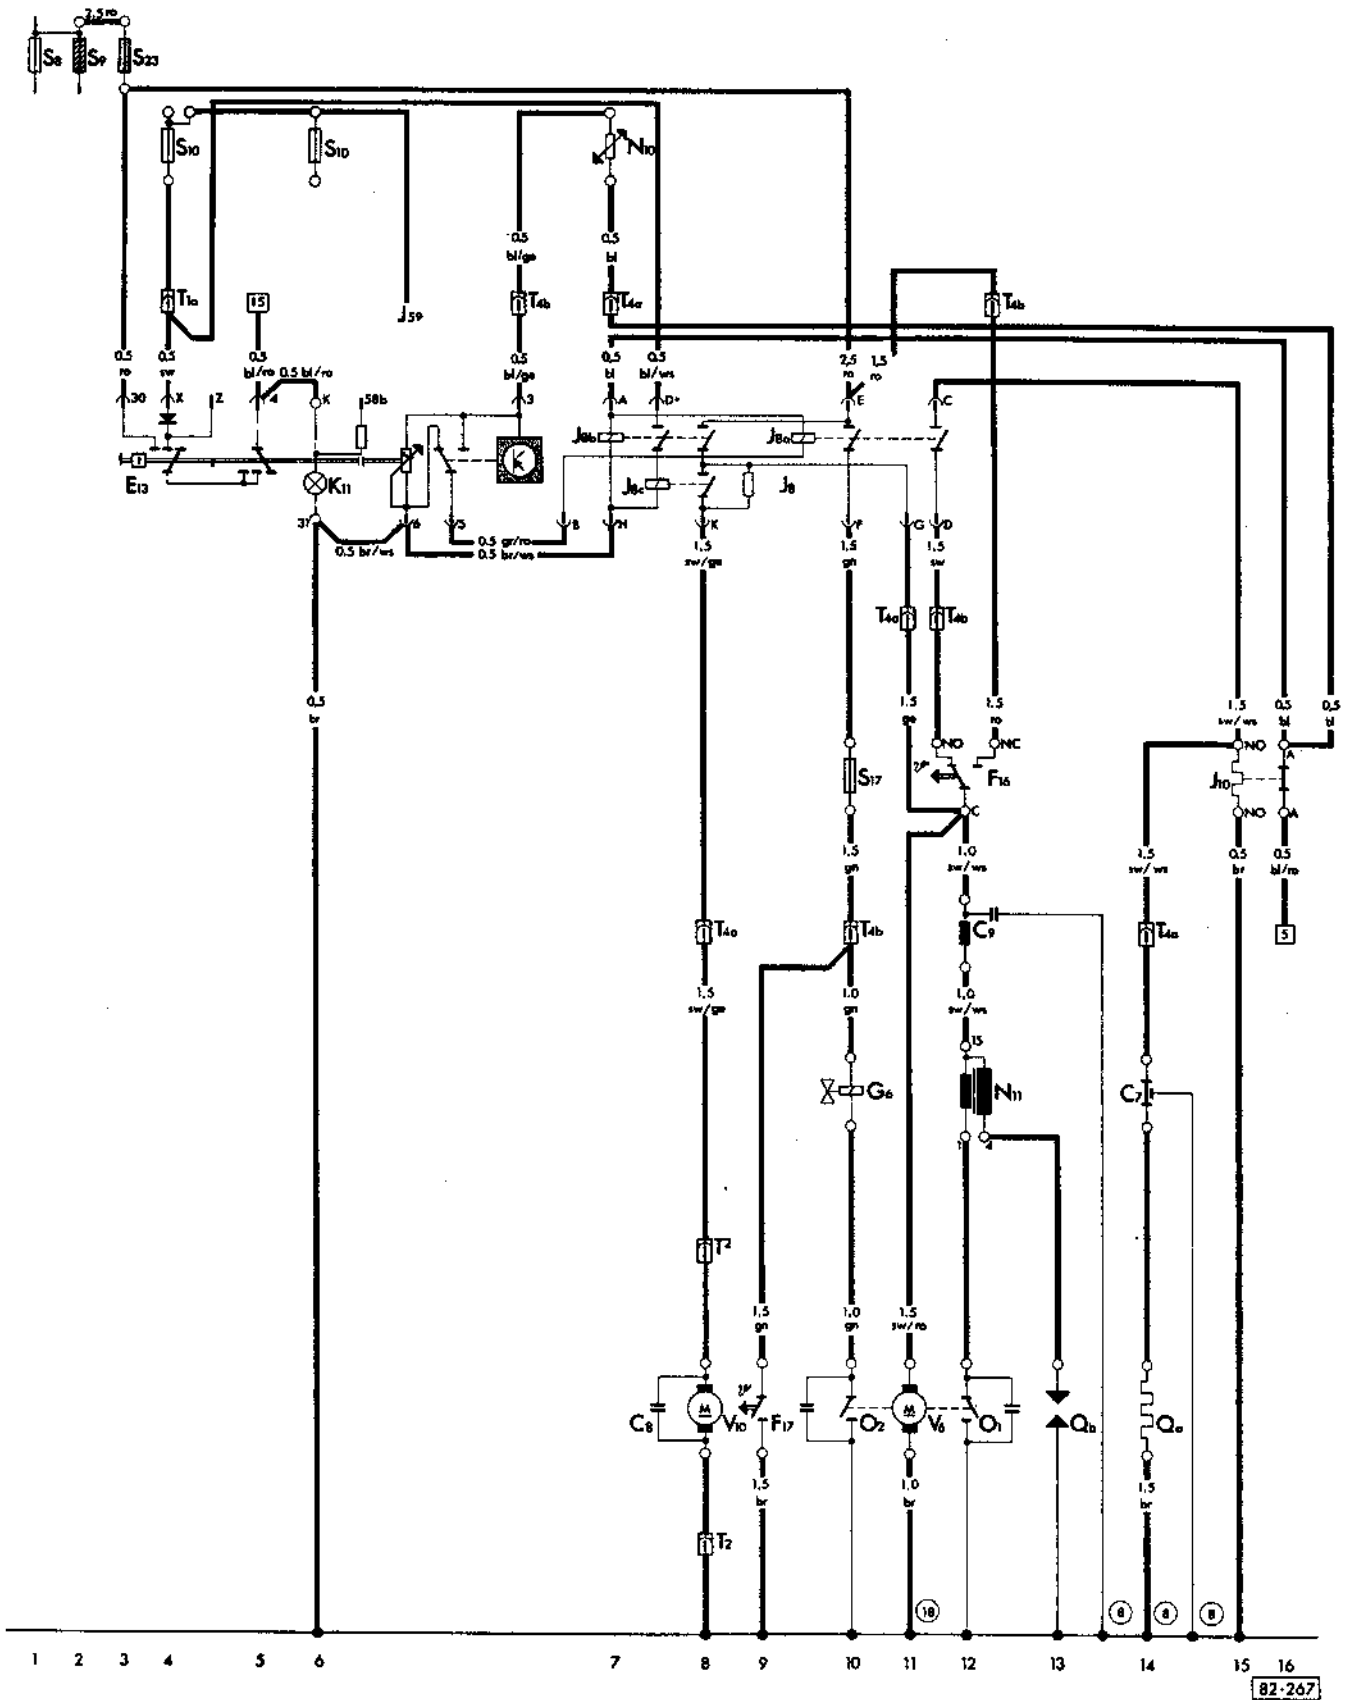 2,5 ro
S8 S9 S23
S10 S10 N10
0.5 bl/ge 0.5 bl
T1a 15 J59 T4b T4a T4b
0.5 ro 0.5 sw 0.5 bl/ro 0.5 bl/ro 0.5 bl/ge 0.5 bl 0.5 bl/ws 2,5 ro 1,5 ro
30 X Z 4 K 58b 3 A D+ E C
J8b J8a
E13 K11 K J8c J8
31 6 5 B H K F G D
0.5 br/ws 0.5 gr/ro
0.5 br/ws
1,5 sw/ge 1,5 gn 1,5 sw
T4a T4b
0,5 br 1,5 ge 1,5 ro 1,5 sw/ws 0,5 bl 0,5 bl
NO NC NO A
S17 F16 J10
C NO A
1,5 gn 1,0 sw/ws 1,5 sw/ws 0,5 br 0,5 bl/ro
T4a T4b C9 T4a 5
1,5 sw/ge 1,0 gn 1,0 sw/ws
15
G6 N11 C7
1 4
T2
1,5 gn 1,0 gn 1,5 sw/ro
C8 M V10 F17 O2 M V6 O1 Qb Qa
1,5 br 1,0 br 1,5 br
T2
18 8 8 8
1 2 3 4 5 6 7 8 9 10 11 12 13 14 15 16
82-267